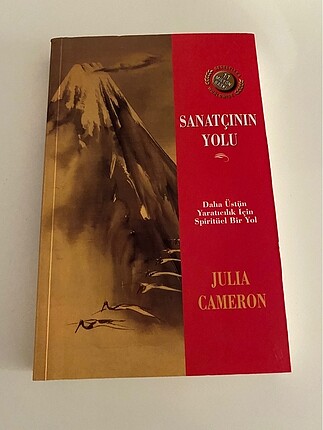 SANATÇININ
YOLU
Daha Üstün
Yaratıcılık İçin
Spiritüel Bir Yol
JULIA
CAMERON